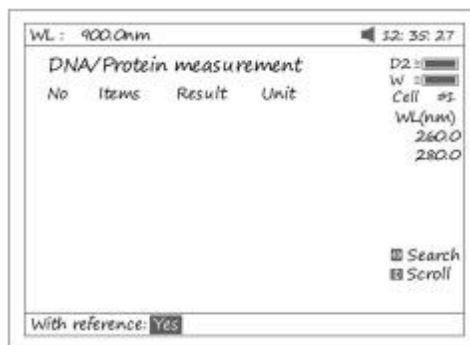 WL: 900.0nm 12:35:27
DNA/Protein measurement
No Items Result Unit
D2
W
Cell #1
WL(nm)
260.0
280.0
Search
Scroll
With reference: Yes